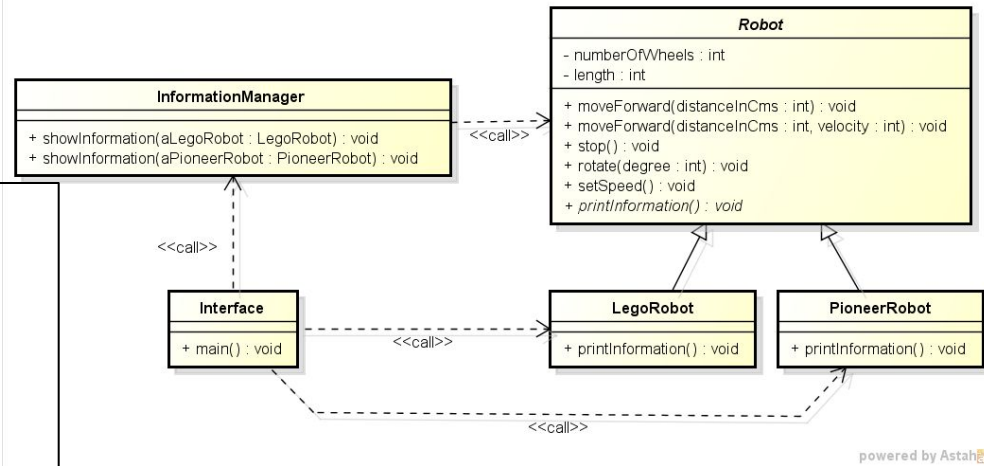 Robot
- numberOfWheels : int
- length : int
+ moveForward(distanceInCms : int) : void
+ moveForward(distanceInCms : int, velocity : int) : void
+ stop() : void
+ rotate(degree : int) : void
+ setSpeed() : void
+ printInformation() : void
InformationManager
+ showInformation(aLegoRobot : LegoRobot) : void
+ showInformation(aPioneerRobot : PioneerRobot) : void
<<call>>
<<call>>
Interface
+ main() : void
<<call>>
LegoRobot
+ printInformation() : void
PioneerRobot
+ printInformation() : void
<<call>>
powered by Astah